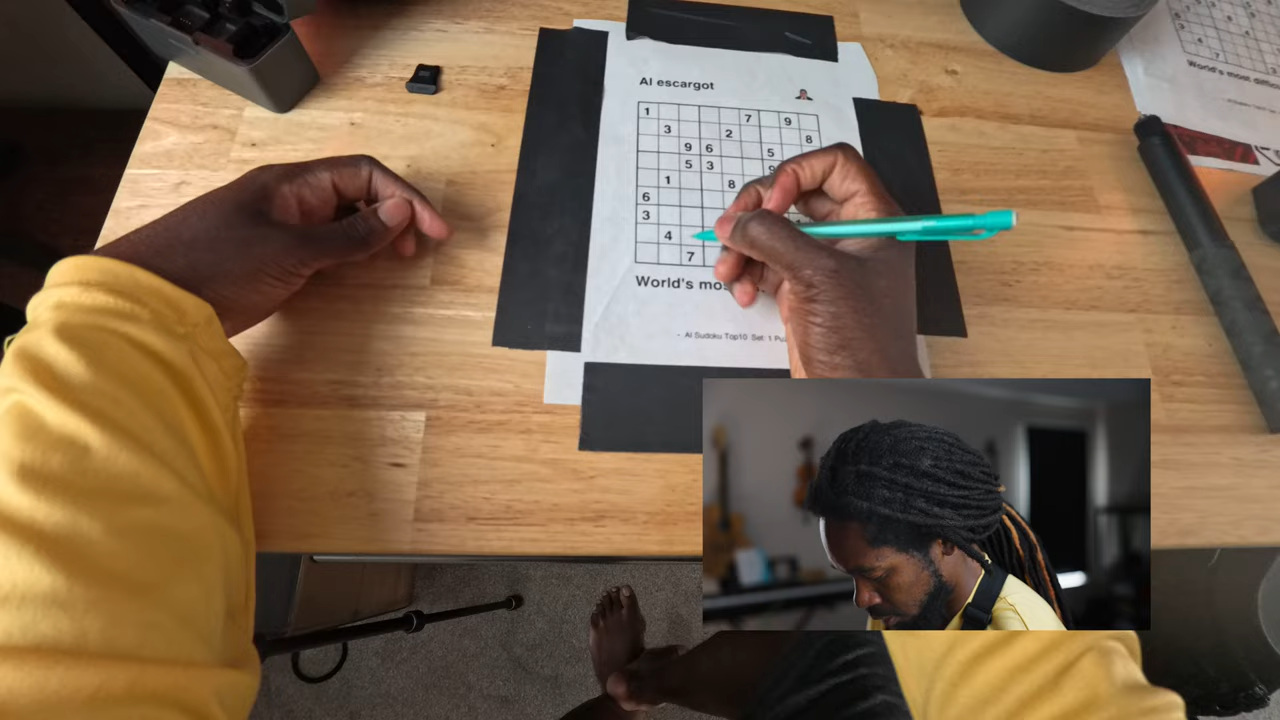 AI escargot
1 7 9
3 2 8
9 6 5
5 3 9
1 8
6
3
4
7
World's mos
- AI Sudoku Top10 Set: 1 Pu
World's most diffic